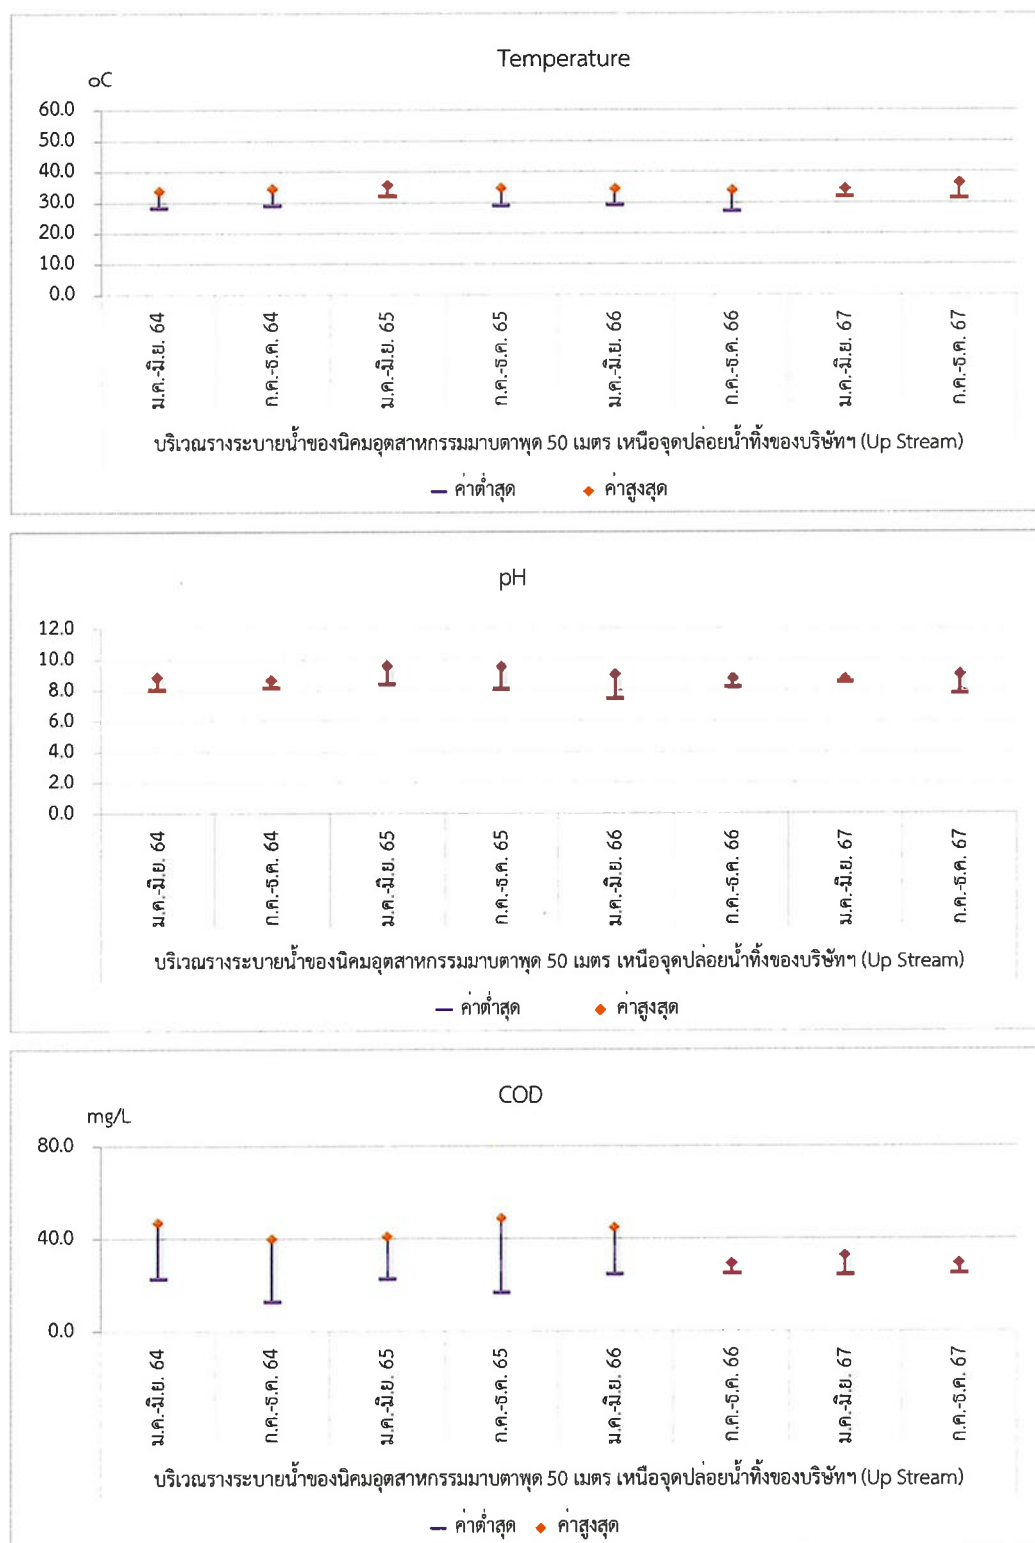 Temperature
oC
60.0
50.0
40.0
30.0
20.0
10.0
0.0
ม.ค.-มิ.ย. 64
ก.ค.-ธ.ค. 64
ม.ค.-มิ.ย. 65
ก.ค.-ธ.ค. 65
ม.ค.-มิ.ย. 66
ก.ค.-ธ.ค. 66
ม.ค.-มิ.ย. 67
ก.ค.-ธ.ค. 67
บริเวณรางระบายน้ำของนิคมอุตสาหกรรมมาบตาพุด 50 เมตร เหนือจุดปล่อยน้ำทิ้งของบริษัทฯ (Up Stream)
ค่าต่ำสุด ค่าสูงสุด
pH
12.0
10.0
8.0
6.0
4.0
2.0
0.0
ม.ค.-มิ.ย. 64
ก.ค.-ธ.ค. 64
ม.ค.-มิ.ย. 65
ก.ค.-ธ.ค. 65
ม.ค.-มิ.ย. 66
ก.ค.-ธ.ค. 66
ม.ค.-มิ.ย. 67
ก.ค.-ธ.ค. 67
บริเวณรางระบายน้ำของนิคมอุตสาหกรรมมาบตาพุด 50 เมตร เหนือจุดปล่อยน้ำทิ้งของบริษัทฯ (Up Stream)
ค่าต่ำสุด ค่าสูงสุด
COD
mg/L
80.0
40.0
0.0
ม.ค.-มิ.ย. 64
ก.ค.-ธ.ค. 64
ม.ค.-มิ.ย. 65
ก.ค.-ธ.ค. 65
ม.ค.-มิ.ย. 66
ก.ค.-ธ.ค. 66
ม.ค.-มิ.ย. 67
ก.ค.-ธ.ค. 67
บริเวณรางระบายน้ำของนิคมอุตสาหกรรมมาบตาพุด 50 เมตร เหนือจุดปล่อยน้ำทิ้งของบริษัทฯ (Up Stream)
ค่าต่ำสุด ค่าสูงสุด